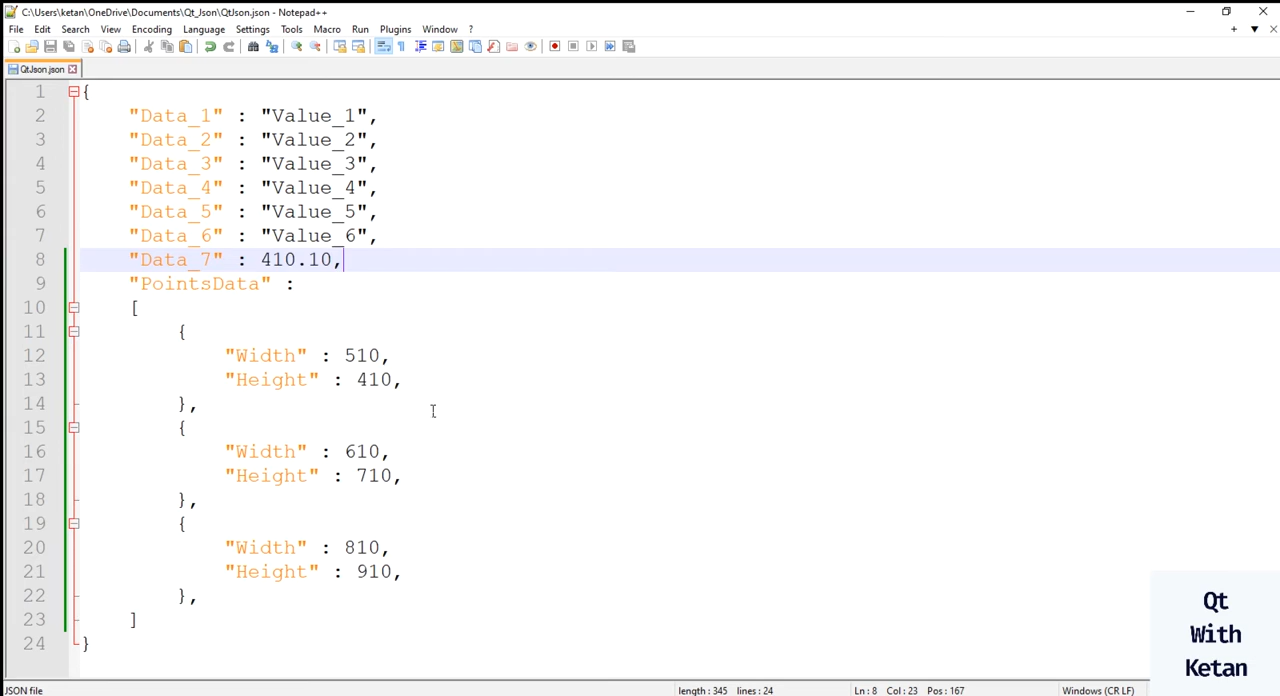 C:\Users\ketan\OneDrive\Documents\Qt_Json\QtJson.json - Notepad++
File Edit Search View Encoding Language Settings Tools Macro Run Plugins Window ?
QtJson.json
1 {
2 "Data_1" : "Value_1",
3 "Data_2" : "Value_2",
4 "Data_3" : "Value_3",
5 "Data_4" : "Value_4",
6 "Data_5" : "Value_5",
7 "Data_6" : "Value_6",
8 "Data_7" : 410.10,
9 "PointsData" :
10 [
11 {
12 "Width" : 510,
13 "Height" : 410,
14 },
15 {
16 "Width" : 610,
17 "Height" : 710,
18 },
19 {
20 "Width" : 810,
21 "Height" : 910,
22 },
23 ]
24 }
Qt
With
Ketan
JSON file length : 345 lines : 24 Ln : 8 Col : 23 Pos : 167 Windows (CR LF)